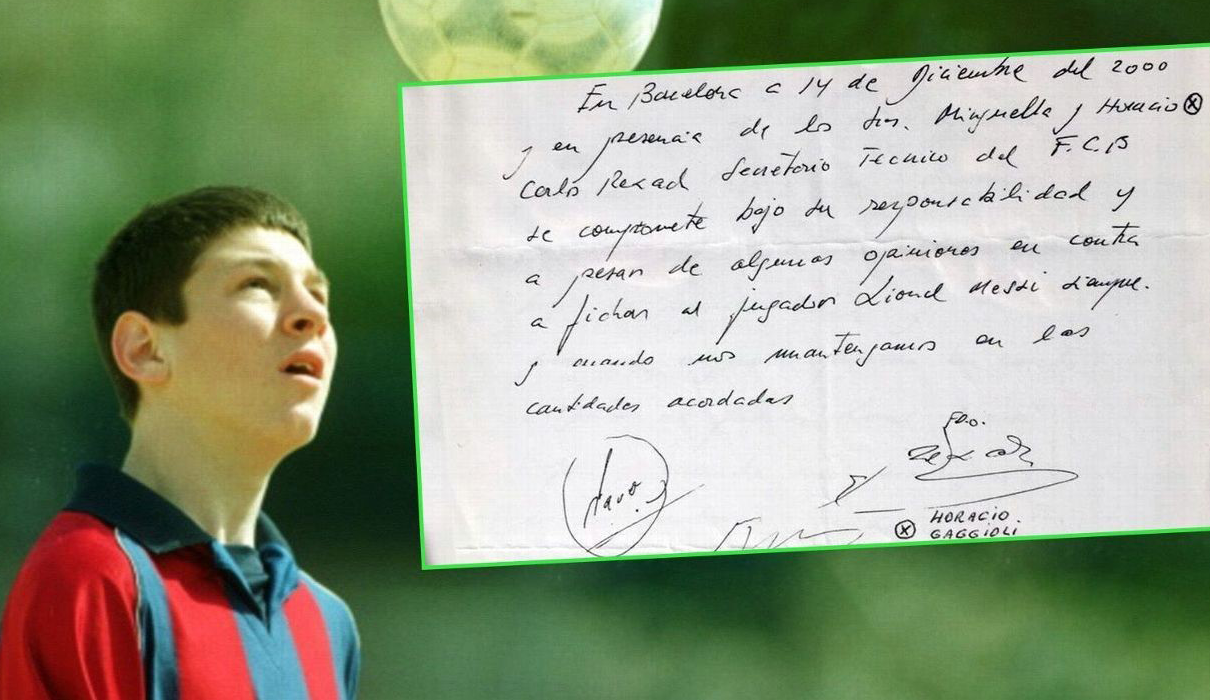 En Barcelona a 14 de Diciembre del 2000
y en presencia de los Srs. Minguella y Horacio
Carlos Rexach Secretario Tecnico del F.C.B
se compromete bajo su responsabilidad y
a pesar de algunas opiniones en contra
a fichar al jugador Lionel Messi siempre
y cuando nos mantengamos en las
cantidades acordadas
FDO.
HORACIO
GAGGIOLI.